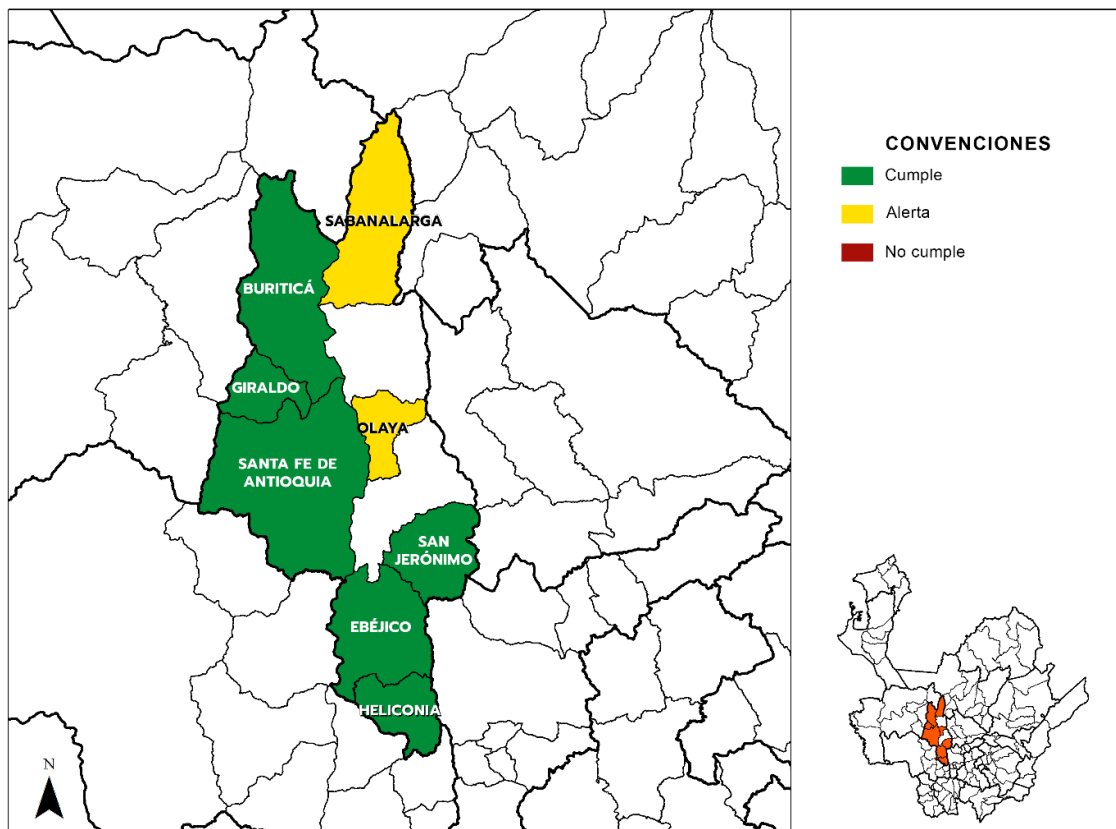 SABANALARGA
BURITICÁ
GIRALDO
OLAYA
SANTA FE DE
ANTIOQUIA
SAN
JERÓNIMO
EBÉJICO
HELICONIA
N
CONVENCIONES
Cumple
Alerta
No cumple